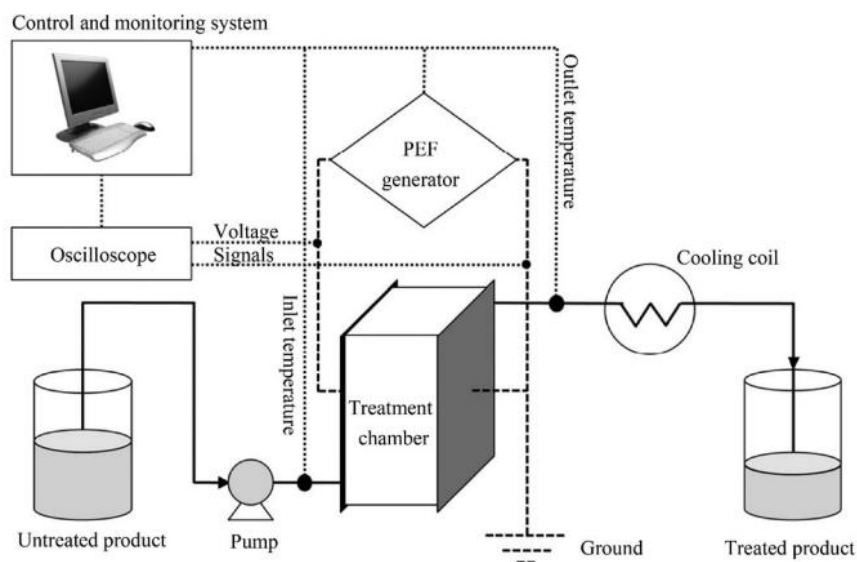 Control and monitoring system
Outlet temperature
PEF
generator
Voltage
Signals
Oscilloscope
Cooling coil
Inlet temperature
Treatment
chamber
Untreated product
Pump
Ground
Treated product